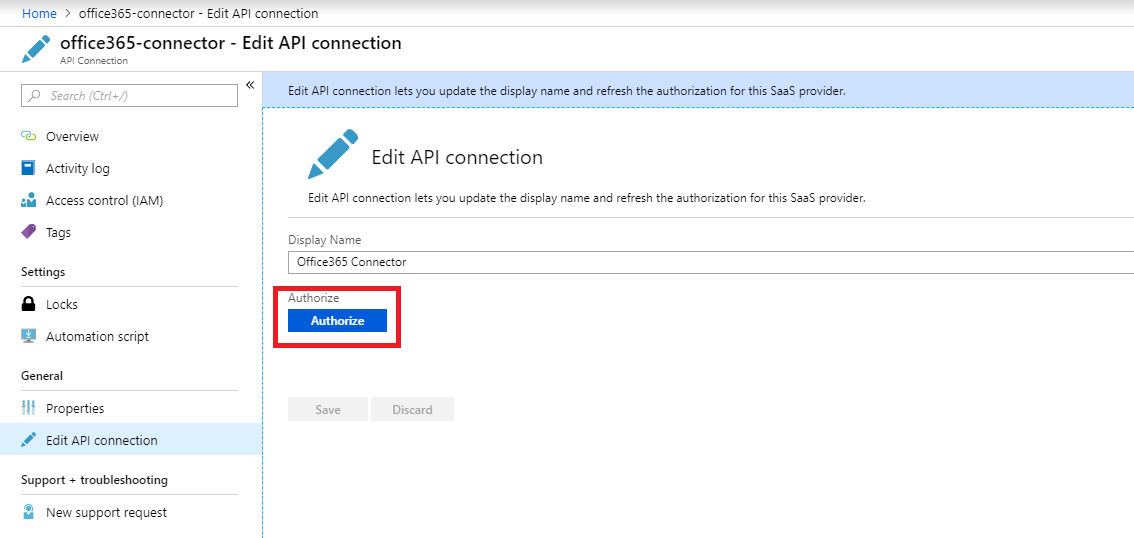 Home > office365-connector - Edit API connection
office365-connector - Edit API connection
API Connection
Search (Ctrl+/)
«
Overview
Activity log
Access control (IAM)
Tags
Settings
Locks
Automation script
General
Properties
Edit API connection
Support + troubleshooting
New support request
Edit API connection lets you update the display name and refresh the authorization for this SaaS provider.
Edit API connection
Edit API connection lets you update the display name and refresh the authorization for this SaaS provider.
Display Name
Office365 Connector
Authorize
Authorize
Save Discard